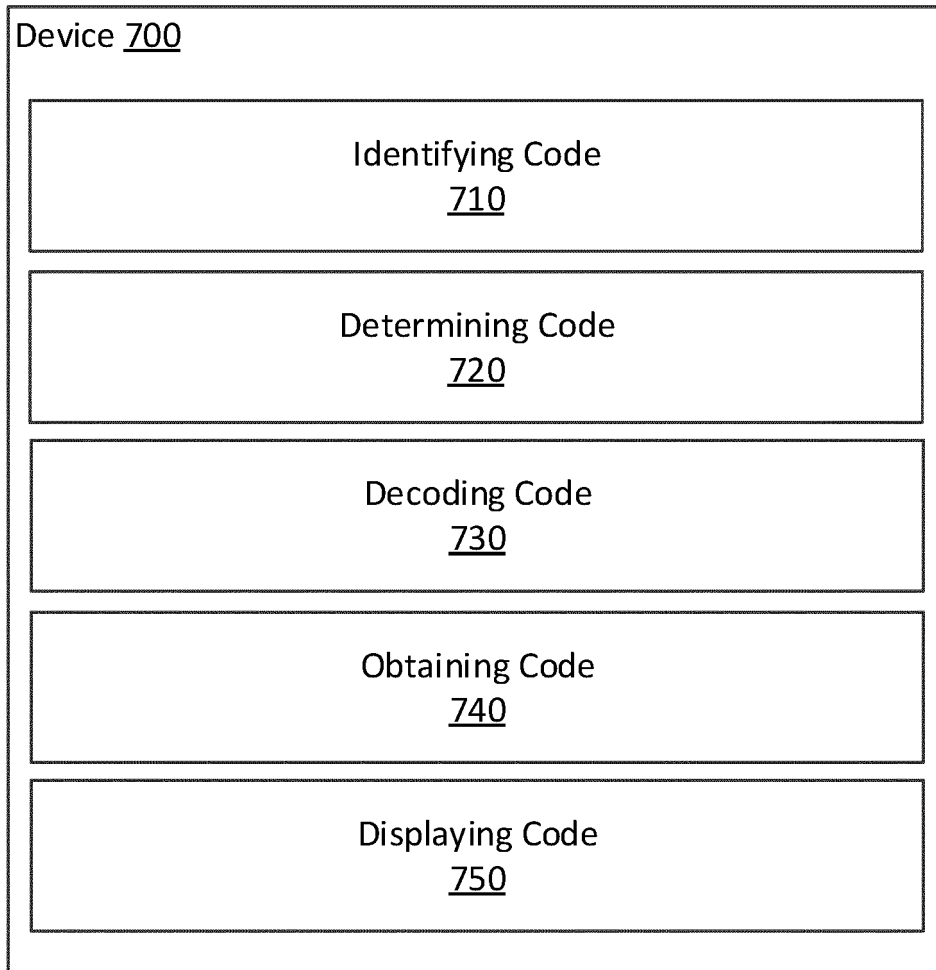 Device 700
Identifying Code
710
Determining Code
720
Decoding Code
730
Obtaining Code
740
Displaying Code
750